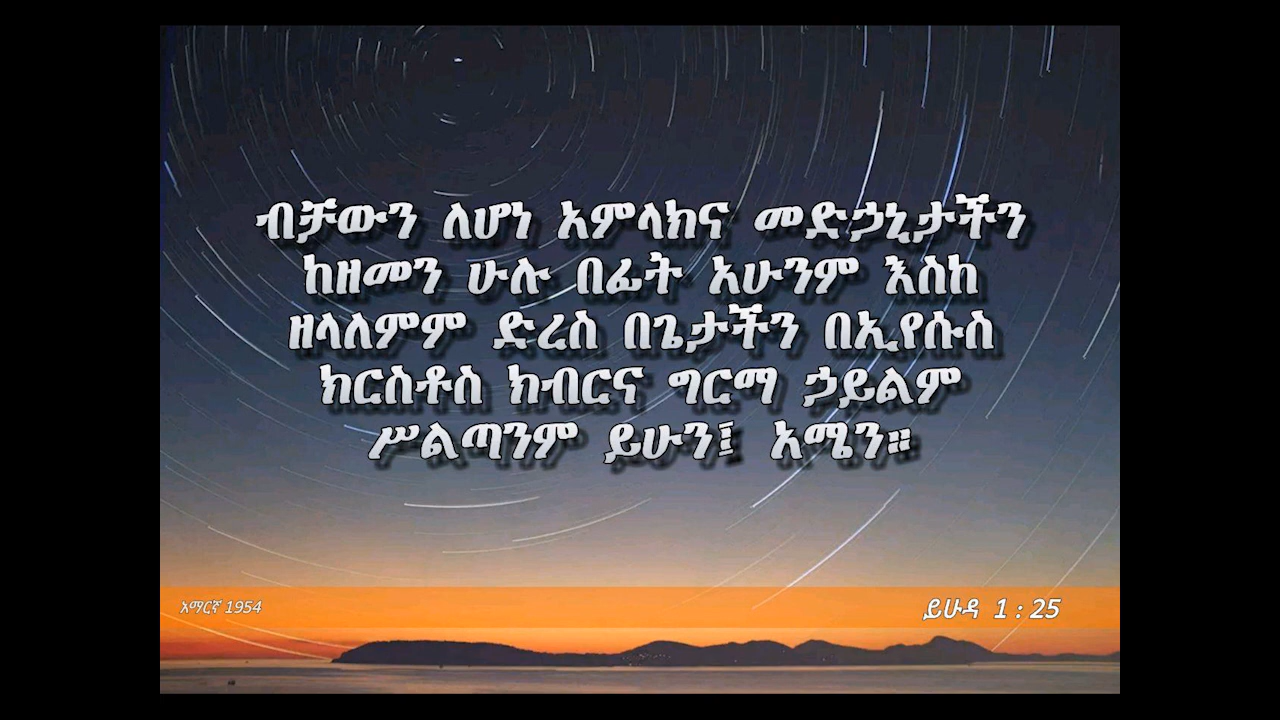 ብቻውን ለሆነ አምላክና መድኃኒታችን
ከዘመን ሁሉ በፊት አሁንም እስከ
ዘላለምም ድረስ በጌታችን በኢየሱስ
ክርስቶስ ክብርና ግርማ ኃይልም
ሥልጣንም ይሁን፤ አሜን።
አማርኛ 1954
ይሁዳ 1 : 25